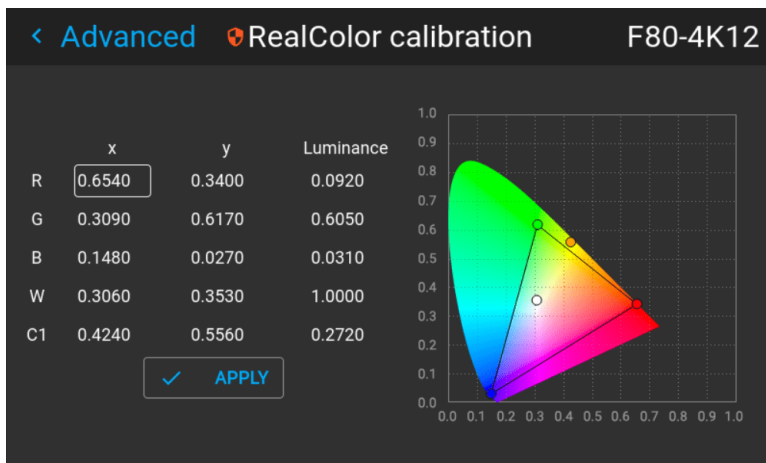 Advanced RealColor calibration F80-4K12
x y Luminance
R 0.6540 0.3400 0.0920
G 0.3090 0.6170 0.6050
B 0.1480 0.0270 0.0310
W 0.3060 0.3530 1.0000
C1 0.4240 0.5560 0.2720
APPLY
1.0
0.9
0.8
0.7
0.6
0.5
0.4
0.3
0.2
0.1
0.0
0.0 0.1 0.2 0.3 0.4 0.5 0.6 0.7 0.8 0.9 1.0